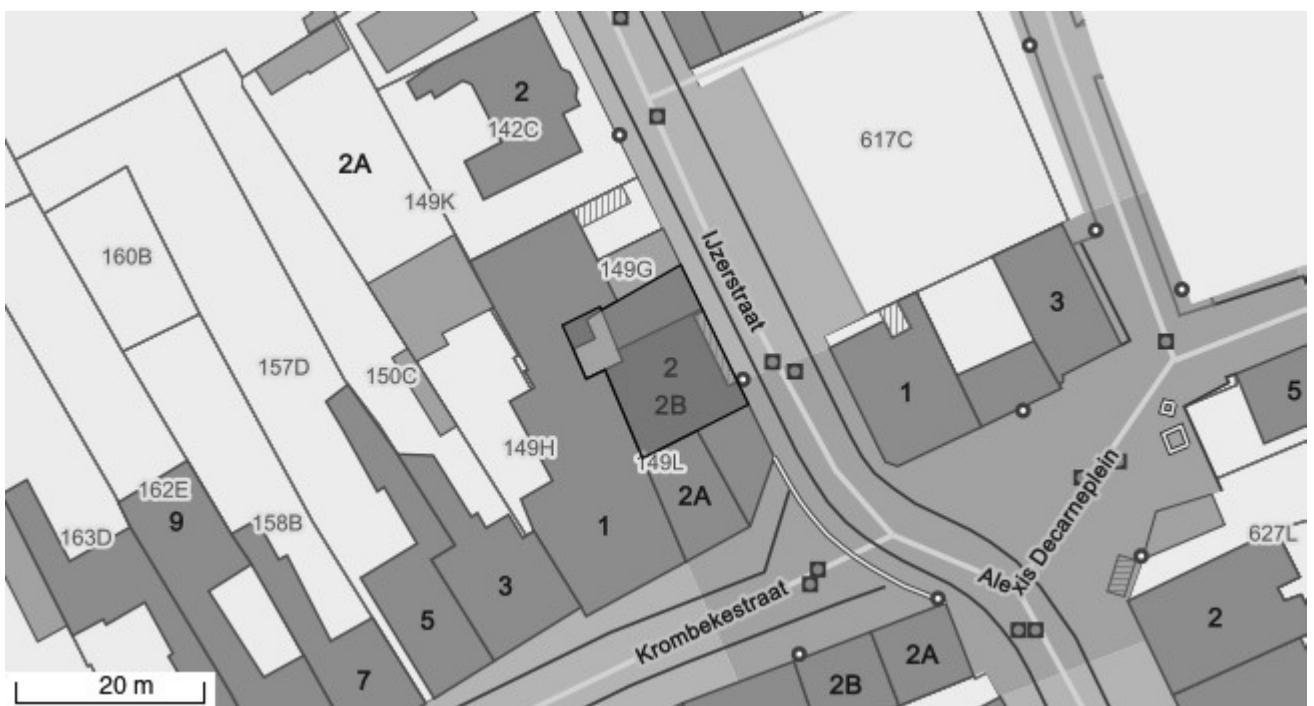 2
142C
617C
2A
149K
160B
IJzerstraat
149G
3
157D
150C
2
1
5
2B
149H
149L
162E
9
163D
158B
1
2A
Alexis Decarneplein
627L
3
5
Krombekestraat
2
2A
7
2B
20 m